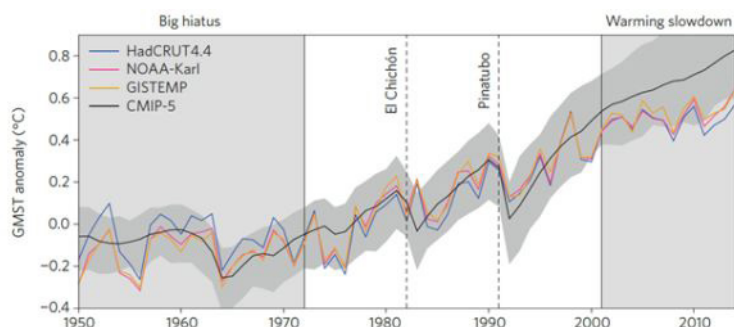 Big hiatus
Warming slowdown
0.8
0.6
0.4
0.2
0.0
−0.2
−0.4
GMST anomaly (°C)
HadCRUT4.4
NOAA-Karl
GISTEMP
CMIP-5
El Chichón
Pinatubo
1950
1960
1970
1980
1990
2000
2010